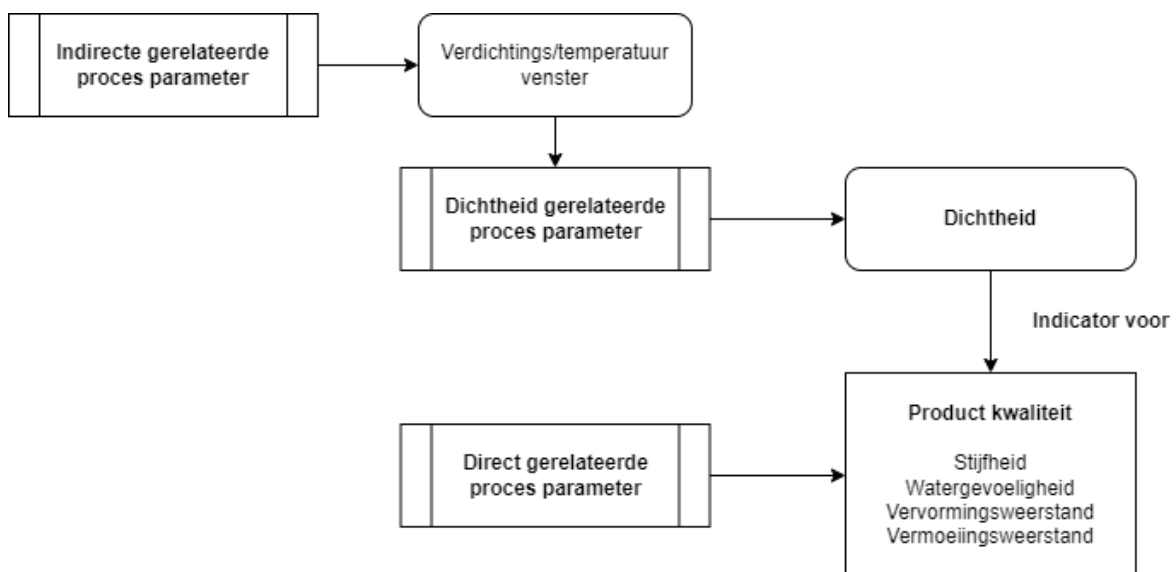 Indirecte gerelateerde
proces parameter
Verdichtings/temperatuur
venster
Dichtheid gerelateerde
proces parameter
Dichtheid
Indicator voor
Direct gerelateerde
proces parameter
Product kwaliteit
Stijfheid
Watergevoeligheid
Vervormingsweerstand
Vermoeiingsweerstand